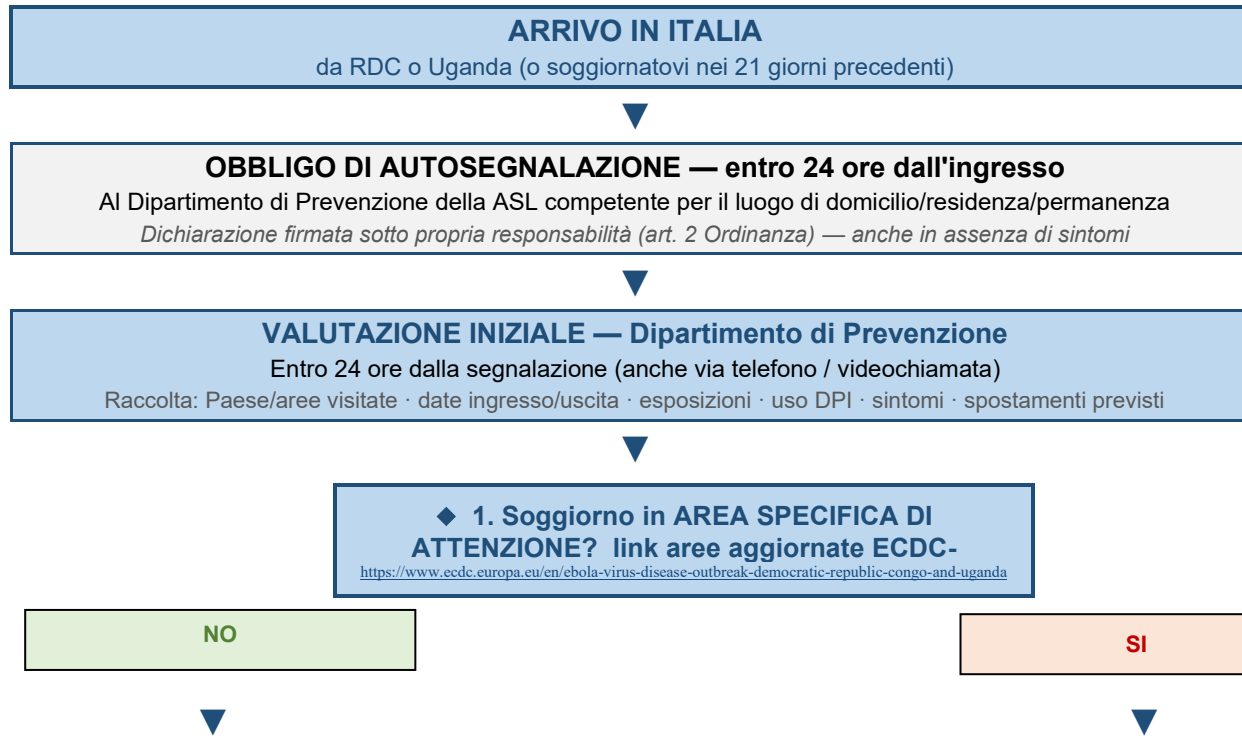 ARRIVO IN ITALIA
da RDC o Uganda (o soggiornatovi nei 21 giorni precedenti)
OBBLIGO DI AUTOSEGNALAZIONE — entro 24 ore dall'ingresso
Al Dipartimento di Prevenzione della ASL competente per il luogo di domicilio/residenza/permanenza
Dichiarazione firmata sotto propria responsabilità (art. 2 Ordinanza) — anche in assenza di sintomi
VALUTAZIONE INIZIALE — Dipartimento di Prevenzione
Entro 24 ore dalla segnalazione (anche via telefono / videochiamata)
Raccolta: Paese/aree visitate · date ingresso/uscita · esposizioni · uso DPI · sintomi · spostamenti previsti
◆ 1. Soggiorno in AREA SPECIFICA DI
ATTENZIONE? link aree aggiornate ECDC-
https://www.ecdc.europa.eu/en/ebola-virus-disease-outbreak-democratic-republic-congo-and-uganda
NO
SI